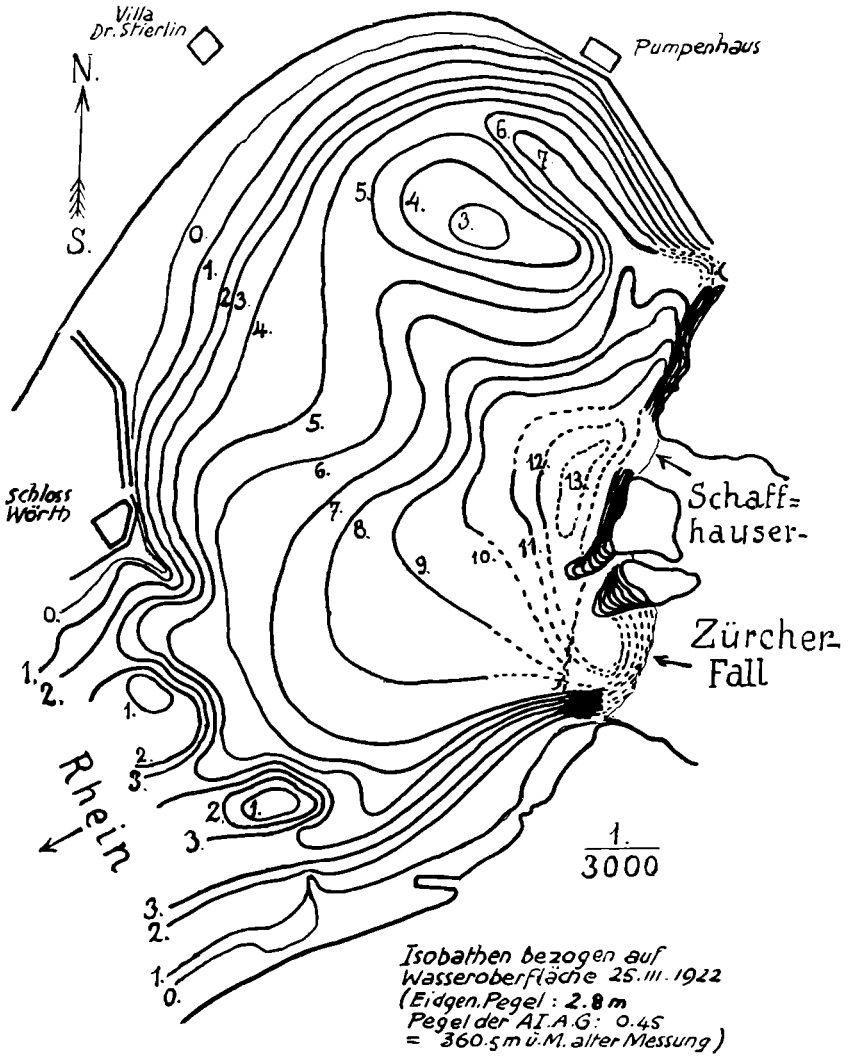 Villa
Dr. Stierlin
Pumpenhaus
N.
S.
6.
7.
5.
4.
3.
0.
1.
2.
3.
4.
5.
6.
7.
8.
9.
10.
11.
12.
13.
Schloss
Wörth
Schaff=
hauser-
Zürcher-
Fall
0.
1.
2.
1.
2.
3.
2.
1.
3.
Rhein
3.
2.
1.
0.
1.
3000
Isobathen bezogen auf
Wasseroberfläche 25.III.1922
(Eidgen. Pegel : 2.8 m
Pegel der A.I.A.G: 0.45
= 360.5 m ü.M. alter Messung)